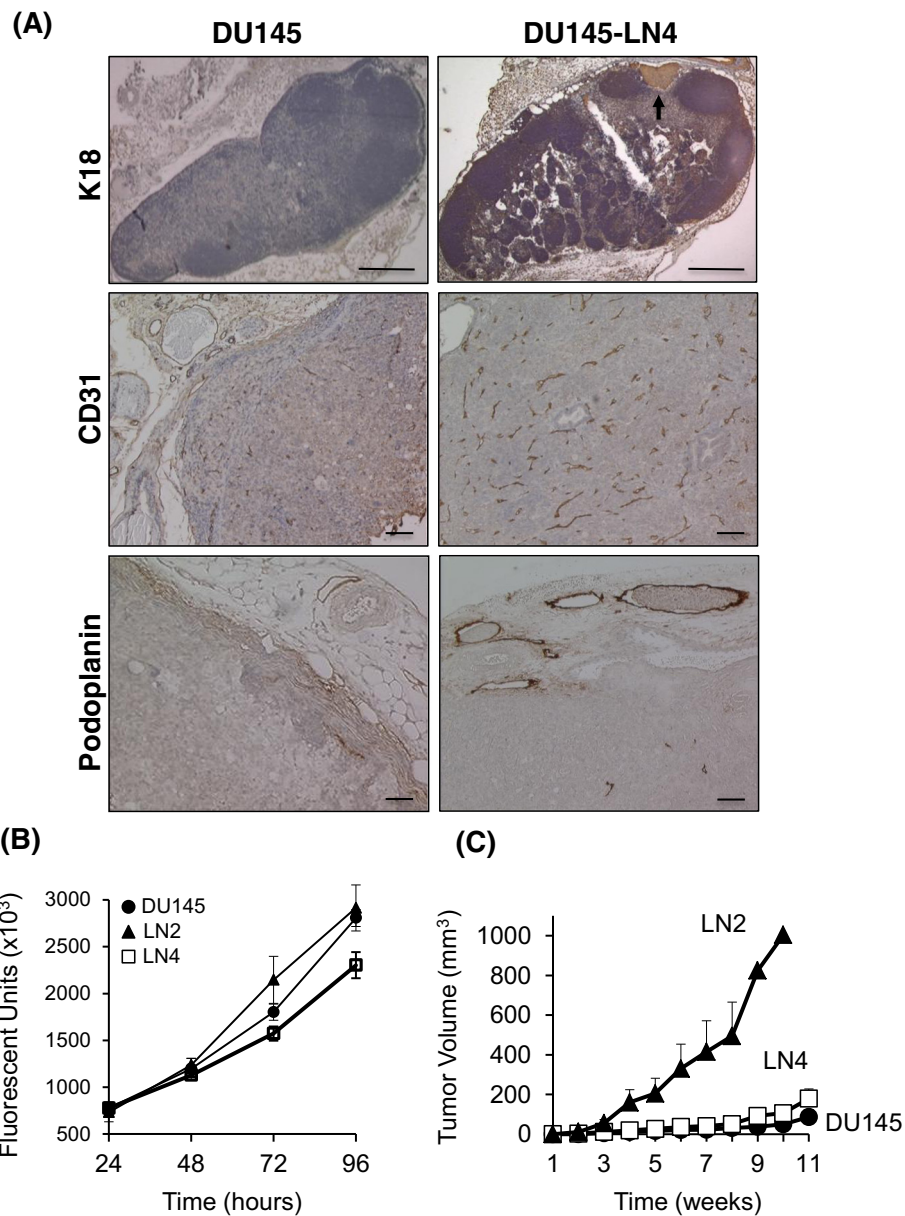 (A)
DU145
DU145-LN4
K18
CD31
Podoplanin
(B)
Fluorescent Units (x10³)
3000
2500
2000
1500
1000
500
DU145
LN2
LN4
24
48
72
96
Time (hours)
(C)
Tumor Volume (mm³)
1000
800
600
400
200
0
LN2
LN4
DU145
1
3
5
7
9
11
Time (weeks)